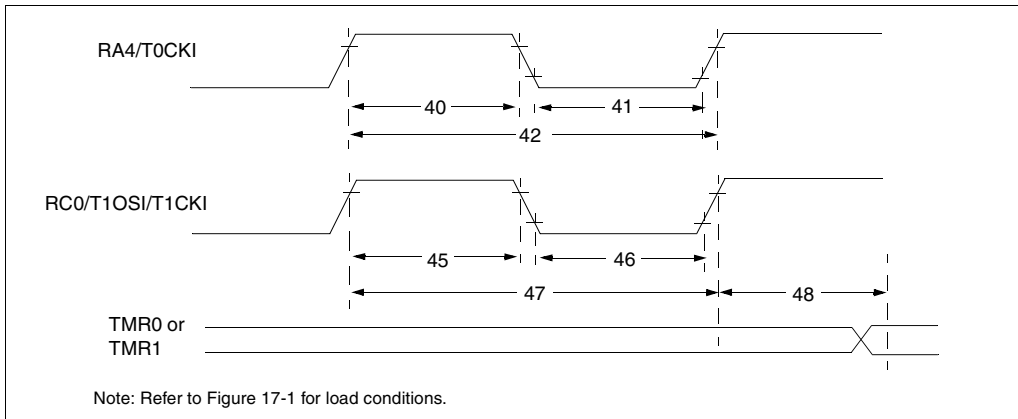 RA4/T0CKI
40
41
42
RC0/T1OSI/T1CKI
45
46
47
48
TMR0 or
TMR1
Note: Refer to Figure 17-1 for load conditions.